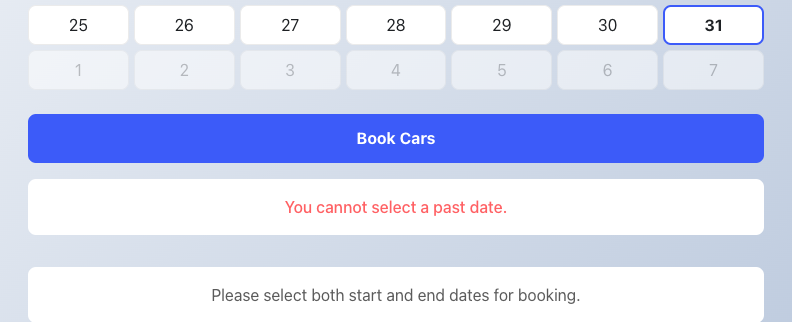 25 26 27 28 29 30 31
1 2 3 4 5 6 7
Book Cars
You cannot select a past date.
Please select both start and end dates for booking.